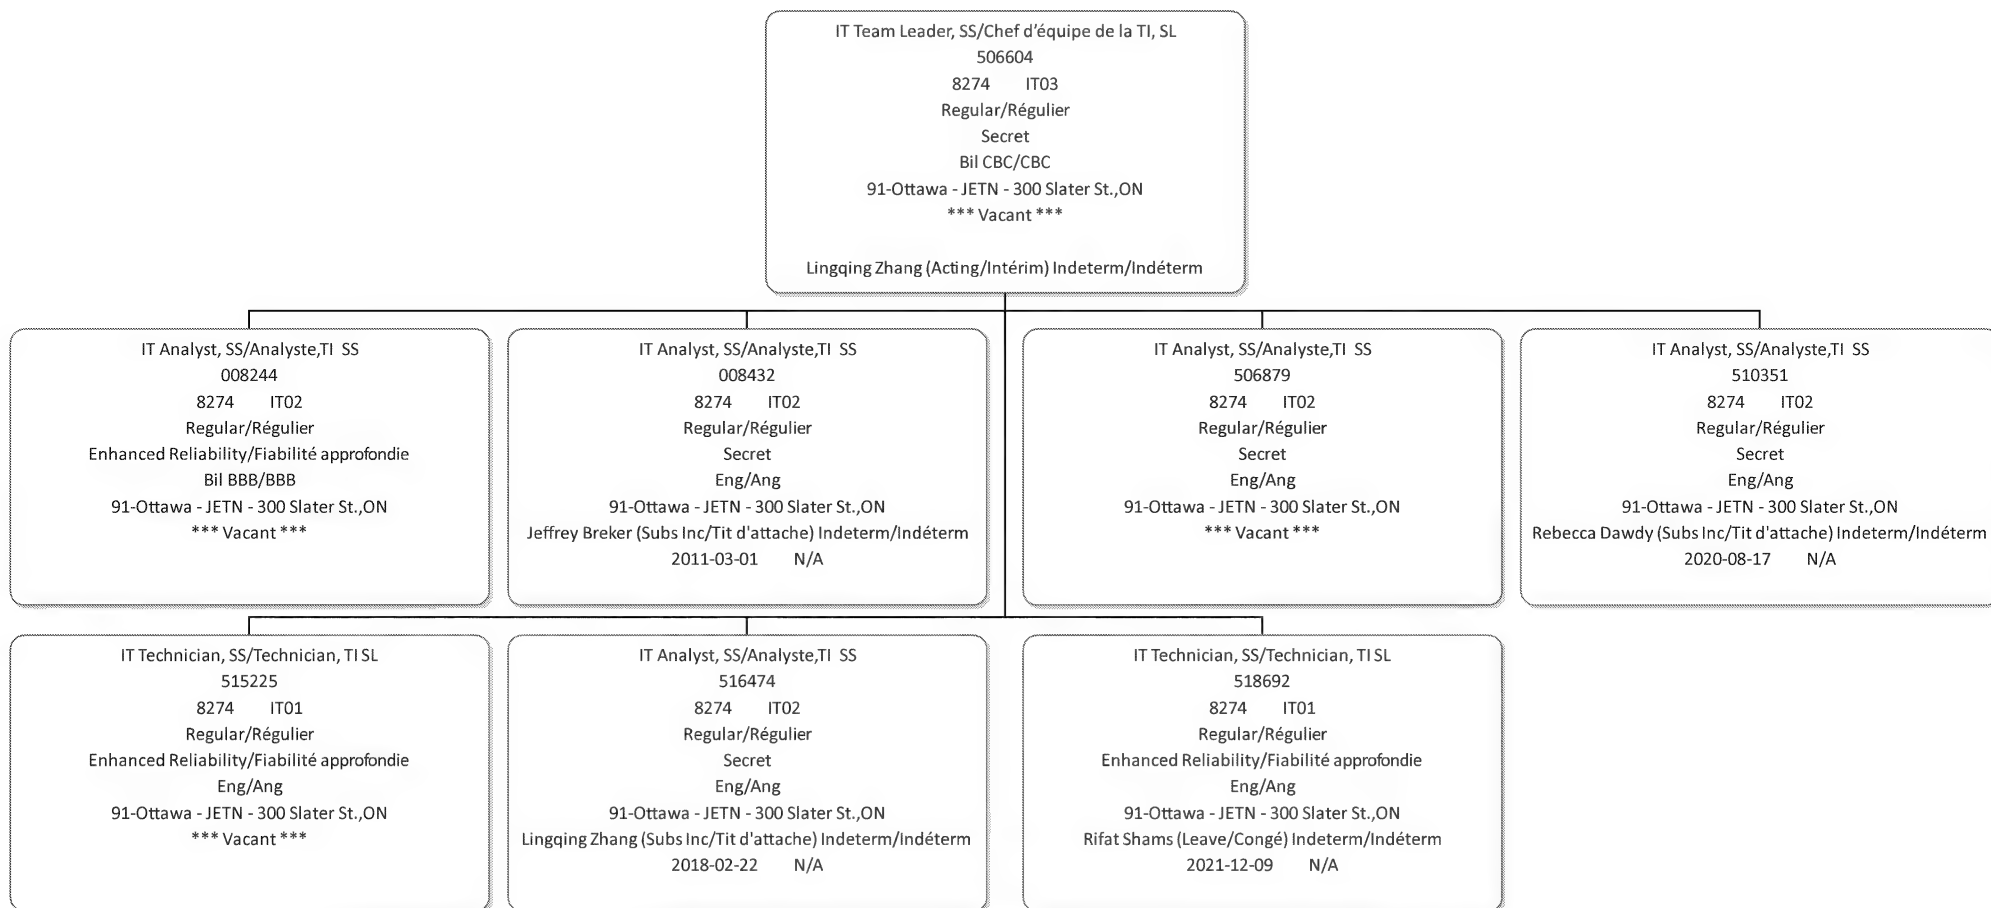 IT Team Leader, SS/Chef d'équipe de la TI, SL
506604
8274 IT03
Regular/Régulier
Secret
Bil CBC/CBC
91-Ottawa - JETN - 300 Slater St.,ON
*** Vacant ***
Lingqing Zhang (Acting/Intérim) Indeterm/Indéterm
IT Analyst, SS/Analyste,TI SS
008244
8274 IT02
Regular/Régulier
Enhanced Reliability/Fiabilité approfondie
Bil BBB/BBB
91-Ottawa - JETN - 300 Slater St.,ON
*** Vacant ***
IT Analyst, SS/Analyste,TI SS
008432
8274 IT02
Regular/Régulier
Secret
Eng/Ang
91-Ottawa - JETN - 300 Slater St.,ON
Jeffrey Breker (Subs Inc/Tit d'attache) Indeterm/Indéterm
2011-03-01 N/A
IT Analyst, SS/Analyste,TI SS
506879
8274 IT02
Regular/Régulier
Secret
Eng/Ang
91-Ottawa - JETN - 300 Slater St.,ON
*** Vacant ***
IT Analyst, SS/Analyste,TI SS
510351
8274 IT02
Regular/Régulier
Secret
Eng/Ang
91-Ottawa - JETN - 300 Slater St.,ON
Rebecca Dawdy (Subs Inc/Tit d'attache) Indeterm/Indéterm
2020-08-17 N/A
IT Technician, SS/Technician, TI SL
515225
8274 IT01
Regular/Régulier
Enhanced Reliability/Fiabilité approfondie
Eng/Ang
91-Ottawa - JETN - 300 Slater St.,ON
*** Vacant ***
IT Analyst, SS/Analyste,TI SS
516474
8274 IT02
Regular/Régulier
Secret
Eng/Ang
91-Ottawa - JETN - 300 Slater St.,ON
Lingqing Zhang (Subs Inc/Tit d'attache) Indeterm/Indéterm
2018-02-22 N/A
IT Technician, SS/Technician, TI SL
518692
8274 IT01
Regular/Régulier
Enhanced Reliability/Fiabilité approfondie
Eng/Ang
91-Ottawa - JETN - 300 Slater St.,ON
Rifat Shams (Leave/Congé) Indeterm/Indéterm
2021-12-09 N/A